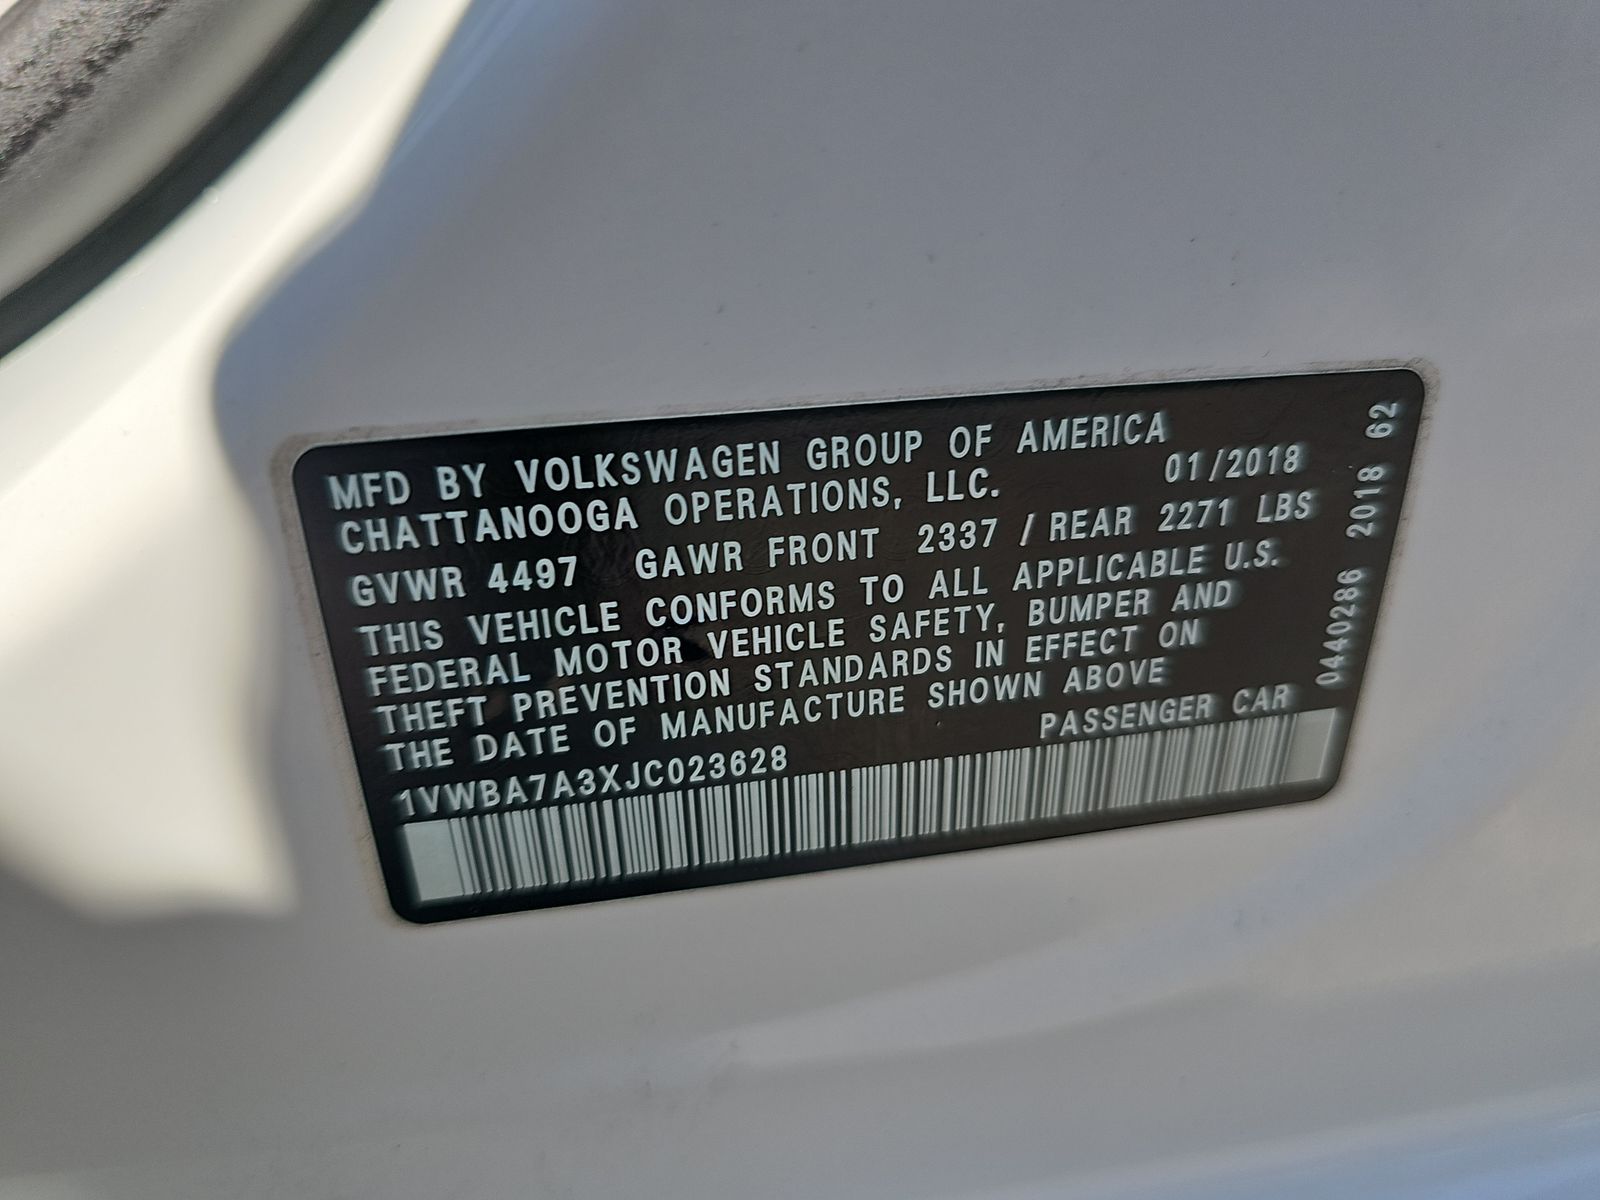 MFD BY VOLKSWAGEN GROUP OF AMERICA
CHATTANOOGA OPERATIONS, LLC. 01/2018
GVWR 4497 GAWR FRONT 2337 / REAR 2271 LBS
THIS VEHICLE CONFORMS TO ALL APPLICABLE U.S.
FEDERAL MOTOR VEHICLE SAFETY, BUMPER AND
THEFT PREVENTION STANDARDS IN EFFECT ON
THE DATE OF MANUFACTURE SHOWN ABOVE
1VWBA7A3XJC023628 PASSENGER CAR
0440286 2018 62